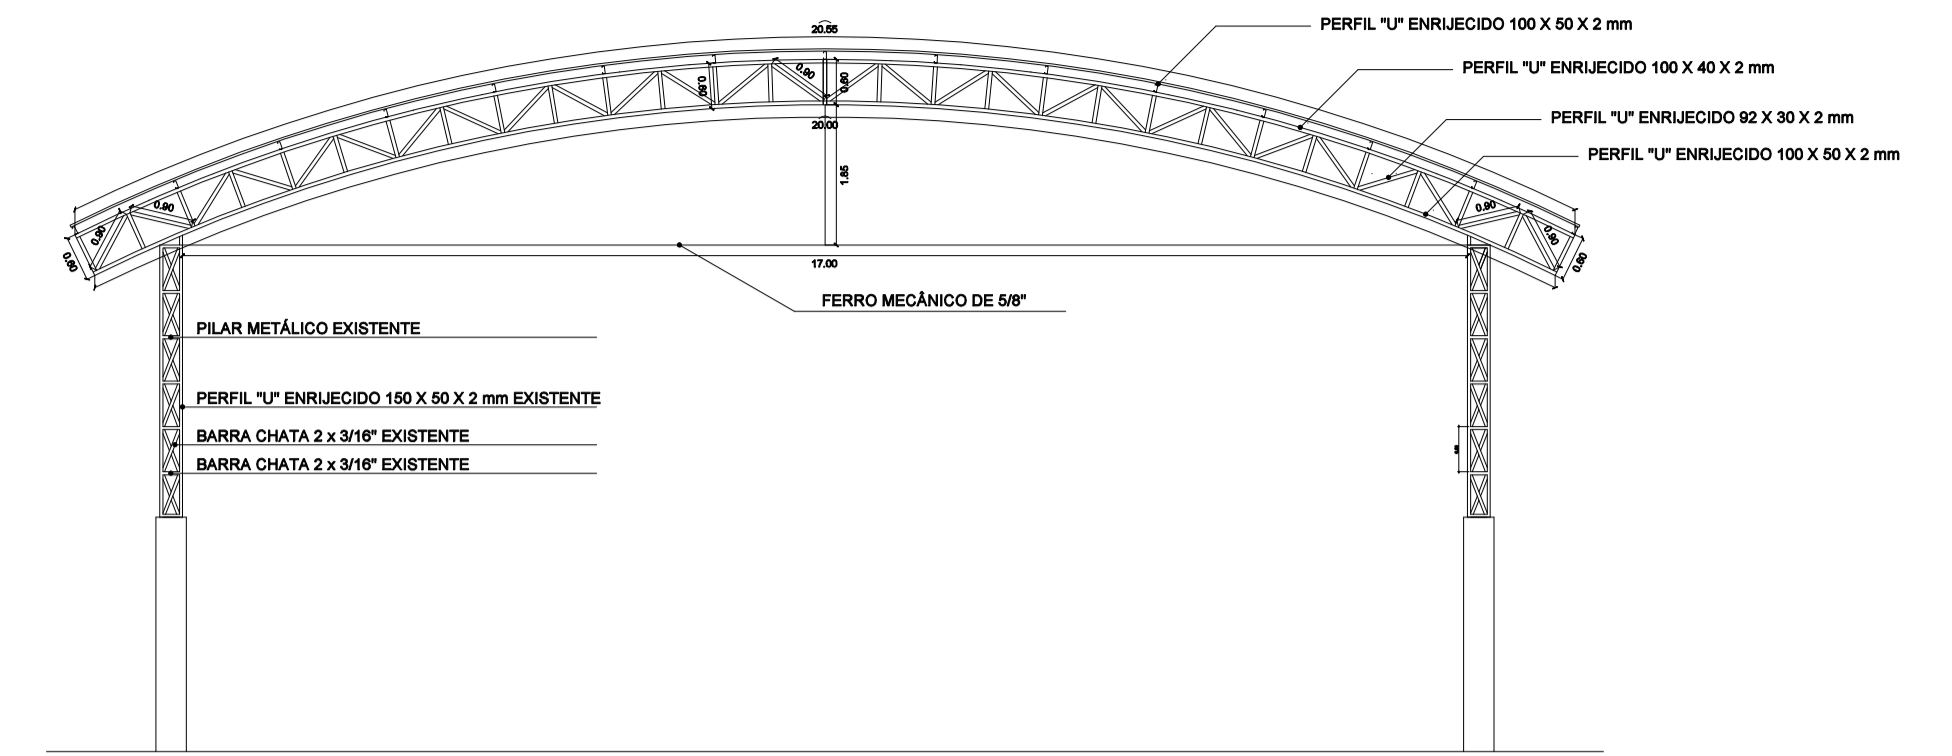 20.55
PERFIL "U" ENRIJECIDO 100 X 50 X 2 mm
PERFIL "U" ENRIJECIDO 100 X 40 X 2 mm
0.90
0.60
0.60
PERFIL "U" ENRIJECIDO 92 X 30 X 2 mm
20.00
PERFIL "U" ENRIJECIDO 100 X 50 X 2 mm
1.85
0.90
0.90
0.90
0.90
0.60
0.60
17.00
FERRO MECÂNICO DE 5/8"
PILAR METÁLICO EXISTENTE
PERFIL "U" ENRIJECIDO 150 X 50 X 2 mm EXISTENTE
BARRA CHATA 2 x 3/16" EXISTENTE
BARRA CHATA 2 x 3/16" EXISTENTE